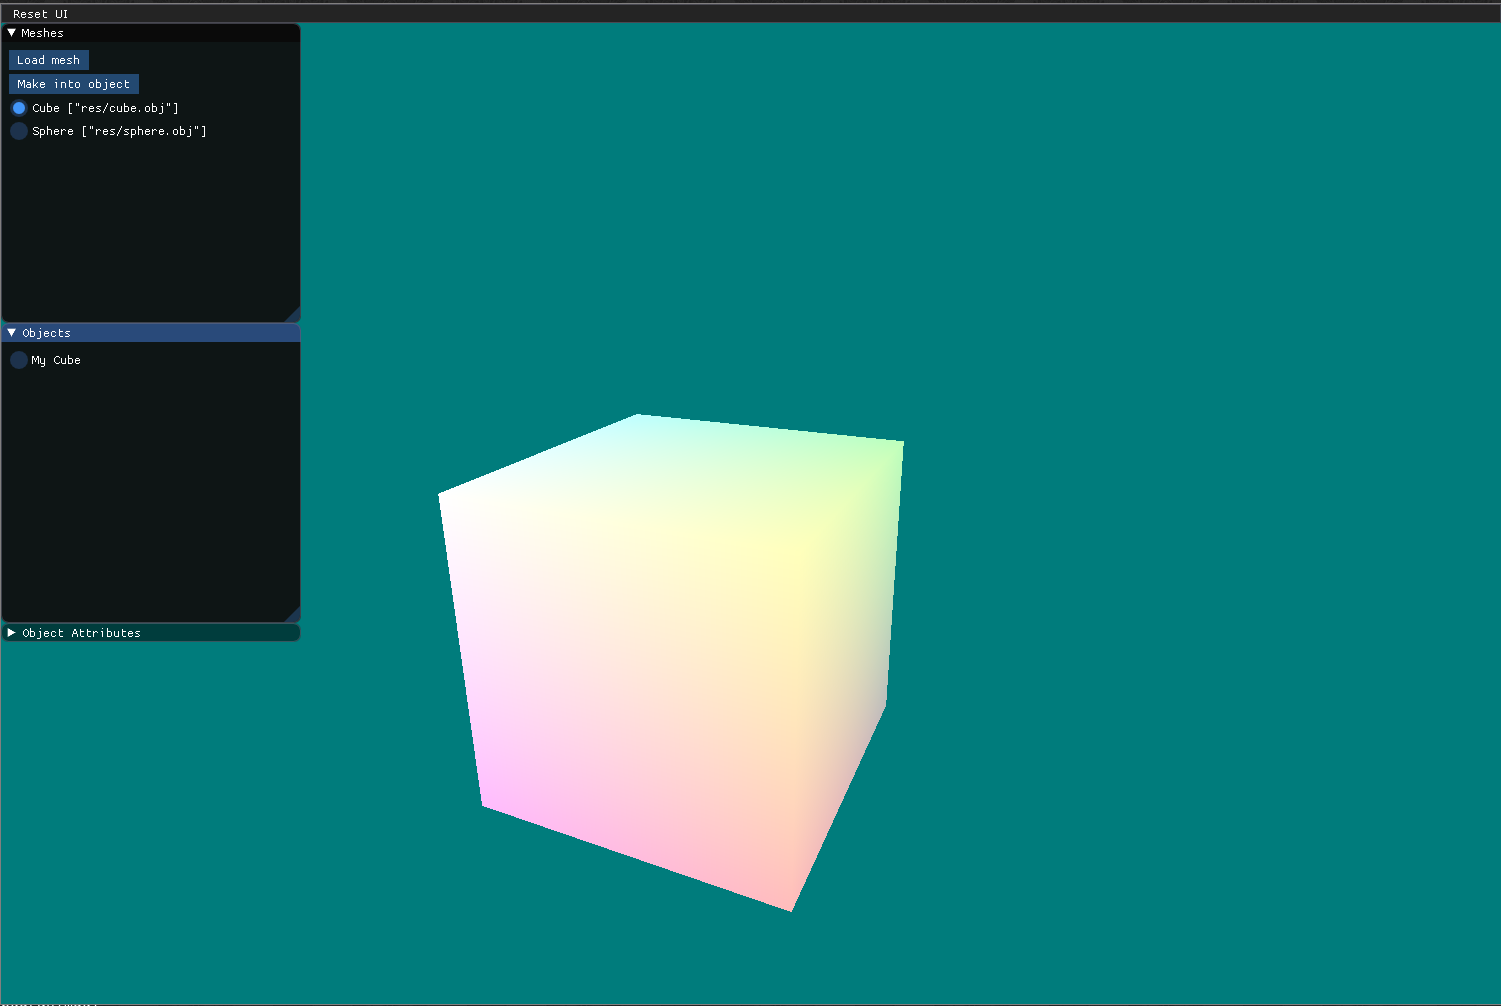 Reset UI
Meshes
Load mesh
Make into object
Cube ["res/cube.obj"]
Sphere ["res/sphere.obj"]
Objects
My Cube
Object Attributes